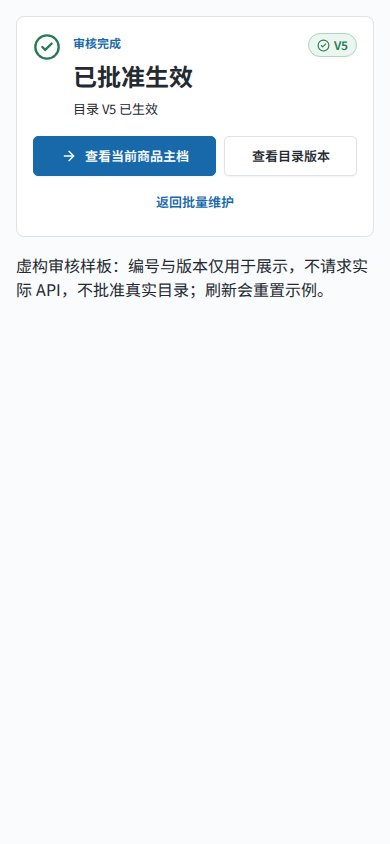 审核完成
V5
已批准生效
目录 V5 已生效
查看当前商品主档
查看目录版本
返回批量维护
虚构审核样板：编号与版本仅用于展示，不请求实
际 API，不批准真实目录；刷新会重置示例。